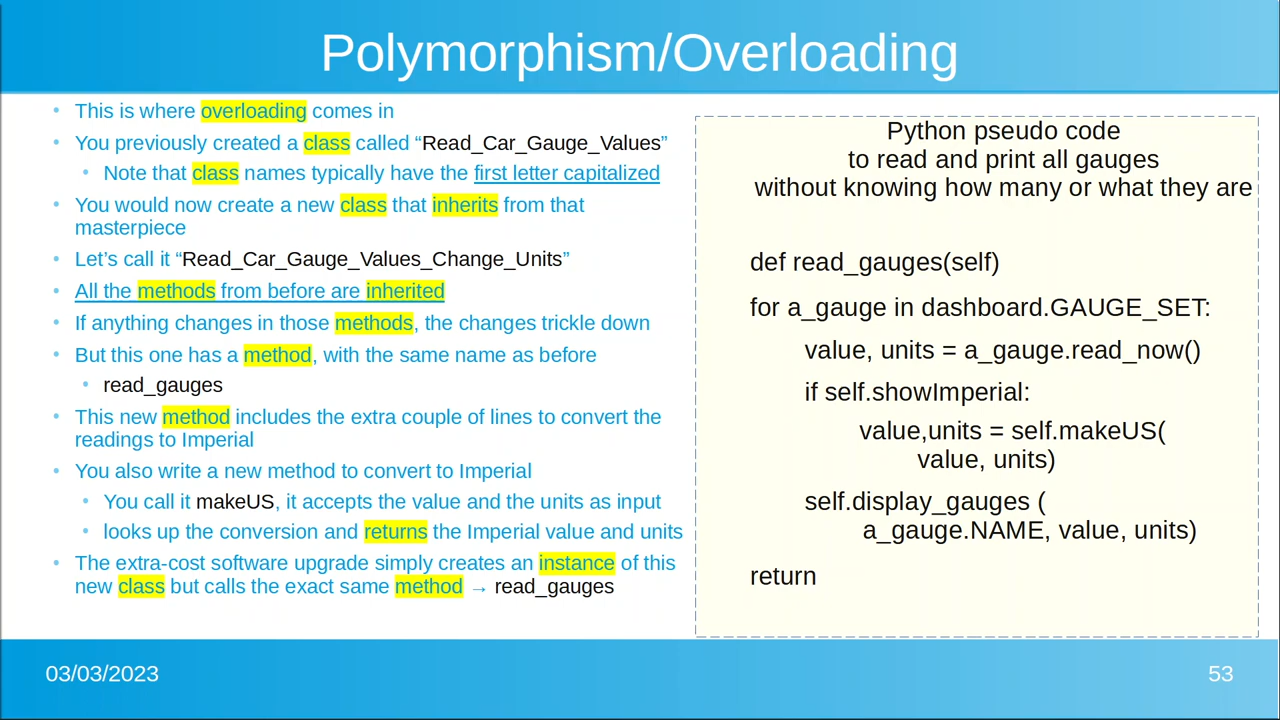 Polymorphism/Overloading
• This is where overloading comes in
• You previously created a class called “Read_Car_Gauge_Values”
• Note that class names typically have the first letter capitalized
• You would now create a new class that inherits from that
masterpiece
• Let’s call it “Read_Car_Gauge_Values_Change_Units”
• All the methods from before are inherited
• If anything changes in those methods, the changes trickle down
• But this one has a method, with the same name as before
• read_gauges
• This new method includes the extra couple of lines to convert the
readings to Imperial
• You also write a new method to convert to Imperial
• You call it makeUS, it accepts the value and the units as input
• looks up the conversion and returns the Imperial value and units
• The extra-cost software upgrade simply creates an instance of this
new class but calls the exact same method → read_gauges
Python pseudo code
to read and print all gauges
without knowing how many or what they are
def read_gauges(self)
for a_gauge in dashboard.GAUGE_SET:
value, units = a_gauge.read_now()
if self.showImperial:
value,units = self.makeUS(
value, units)
self.display_gauges (
a_gauge.NAME, value, units)
return
03/03/2023
53